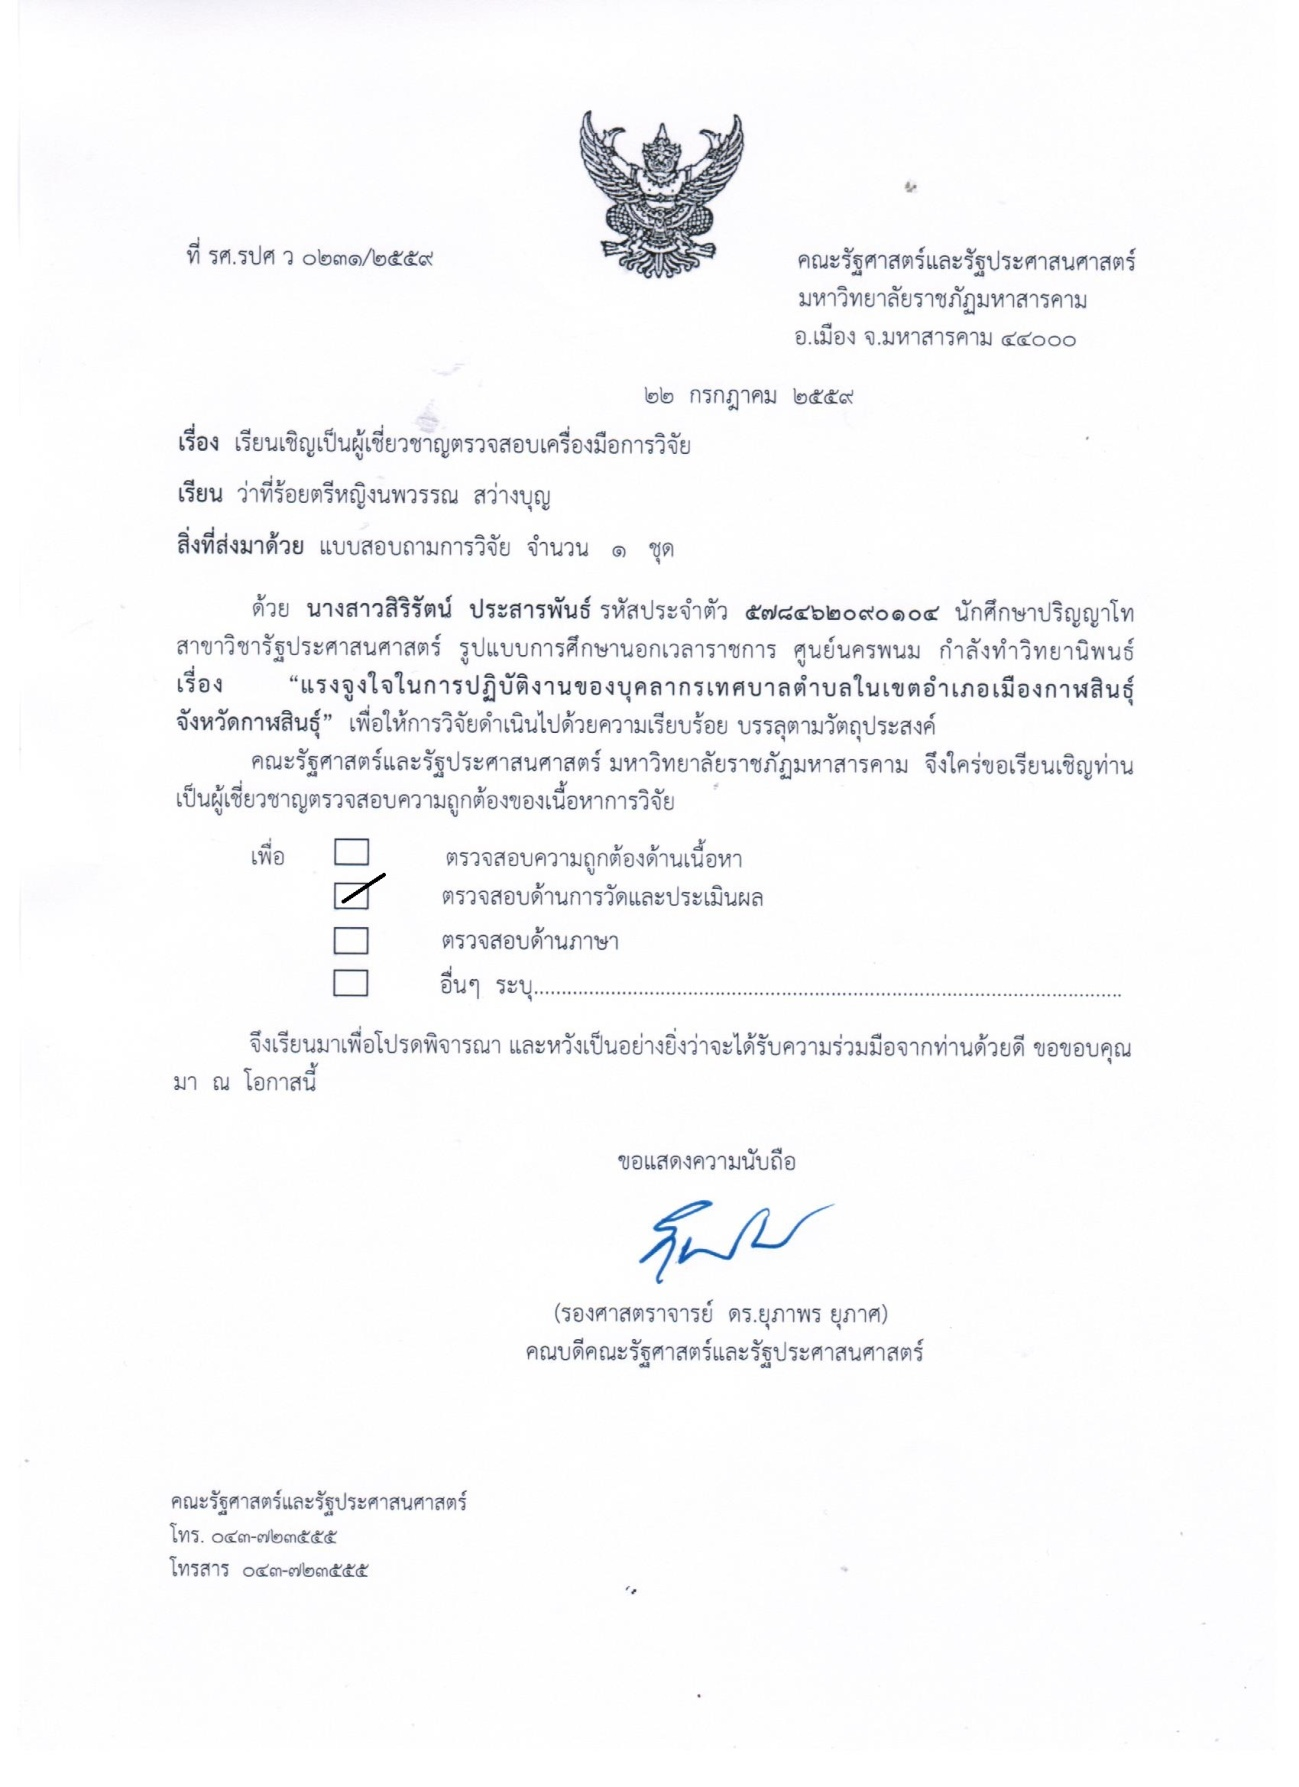 ที่ รศ.รปศ ว ๐๒๓๑/๒๕๕๙
คณะรัฐศาสตร์และรัฐประศาสนศาสตร์
มหาวิทยาลัยราชภัฏมหาสารคาม
อ.เมือง จ.มหาสารคาม ๔๔๐๐๐
๒๒ กรกฎาคม ๒๕๕๙
เรื่อง เรียนเชิญเป็นผู้เชี่ยวชาญตรวจสอบเครื่องมือการวิจัย
เรียน ว่าที่ร้อยตรีหญิงนพวรรณ สว่างบุญ
สิ่งที่ส่งมาด้วย แบบสอบถามการวิจัย จำนวน ๑ ชุด
ด้วย นางสาวสิริรัตน์ ประสารพันธ์ รหัสประจำตัว ๕๗๘๔๖๒๐๙๐๑๐๔ นักศึกษาปริญญาโท
สาขาวิชารัฐประศาสนศาสตร์ รูปแบบการศึกษานอกเวลาราชการ ศูนย์นครพนม กำลังทำวิทยานิพนธ์
เรื่อง “แรงจูงใจในการปฏิบัติงานของบุคลากรเทศบาลตำบลในเขตอำเภอเมืองกาฬสินธุ์
จังหวัดกาฬสินธุ์” เพื่อให้การวิจัยดำเนินไปด้วยความเรียบร้อย บรรลุตามวัตถุประสงค์
คณะรัฐศาสตร์และรัฐประศาสนศาสตร์ มหาวิทยาลัยราชภัฏมหาสารคาม จึงใคร่ขอเรียนเชิญท่าน
เป็นผู้เชี่ยวชาญตรวจสอบความถูกต้องของเนื้อหาการวิจัย
เพื่อ ตรวจสอบความถูกต้องด้านเนื้อหา
ตรวจสอบด้านการวัดและประเมินผล
ตรวจสอบด้านภาษา
อื่นๆ ระบุ..........................................................................................................
จึงเรียนมาเพื่อโปรดพิจารณา และหวังเป็นอย่างยิ่งว่าจะได้รับความร่วมมือจากท่านด้วยดี ขอขอบคุณ
มา ณ โอกาสนี้
ขอแสดงความนับถือ
(รองศาสตราจารย์ ดร.ยุภาพร ยุภาศ)
คณบดีคณะรัฐศาสตร์และรัฐประศาสนศาสตร์
คณะรัฐศาสตร์และรัฐประศาสนศาสตร์
โทร. ๐๔๓-๗๒๓๕๕๕
โทรสาร ๐๔๓-๗๒๓๕๕๕